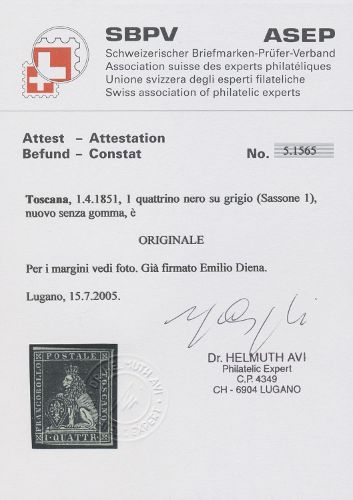 SBPV ASEP
Schweizerischer Briefmarken-Prüfer-Verband
Association suisse des experts philatéliques
Unione svizzera degli esperti filateliche
Swiss association of philatelic experts
Attest – Attestation
Befund – Constat
No. 5.1565
Toscana, 1.4.1851, 1 quattrino nero su grigio (Sassone 1),
nuovo senza gomma, è
ORIGINALE
Per i margini vedi foto. Già firmato Emilio Diena.
Lugano, 15.7.2005.
Dr. HELMUTH AVI
Philatelic Expert
C.P. 4349
CH - 6904 LUGANO
FRANCOBOLLO
POSTALE
TOSCANO
1·QUATTR.